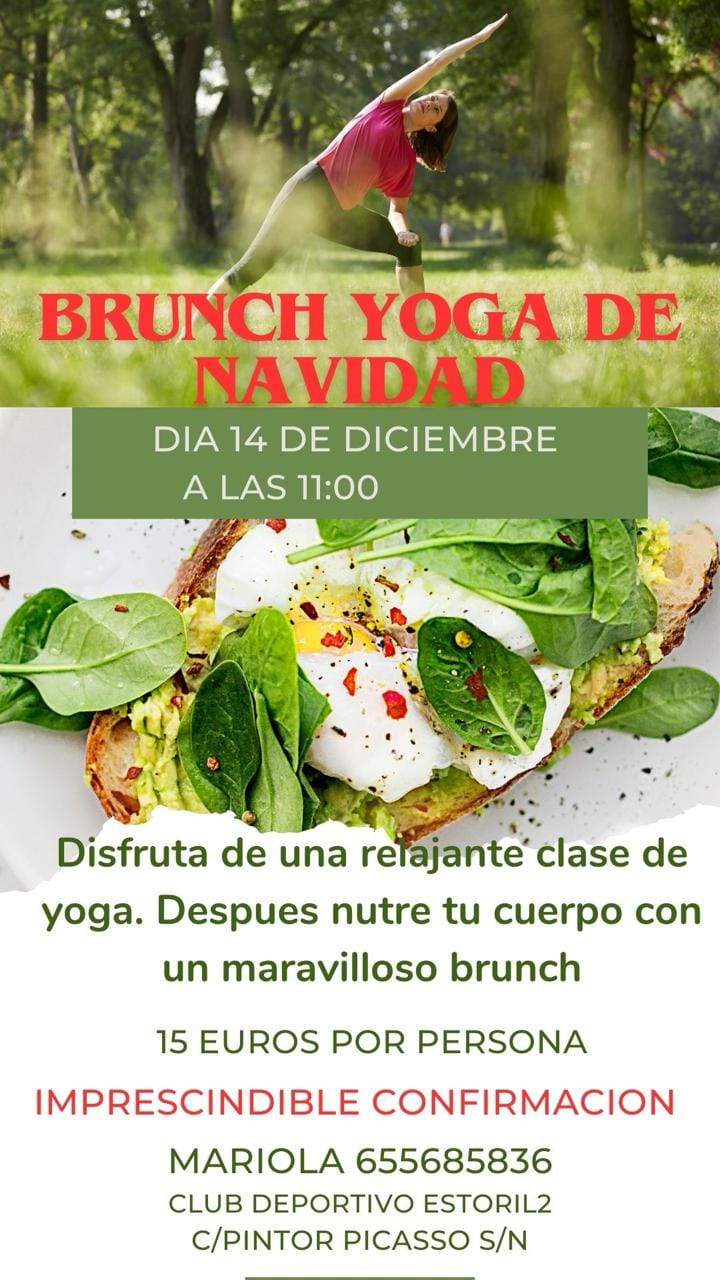 BRUNCH YOGA DE
NAVIDAD
DIA 14 DE DICIEMBRE
A LAS 11:00
Disfruta de una relajante clase de
yoga. Despues nutre tu cuerpo con
un maravilloso brunch
15 EUROS POR PERSONA
IMPRESCINDIBLE CONFIRMACION
MARIOLA 655685836
CLUB DEPORTIVO ESTORIL2
C/PINTOR PICASSO S/N